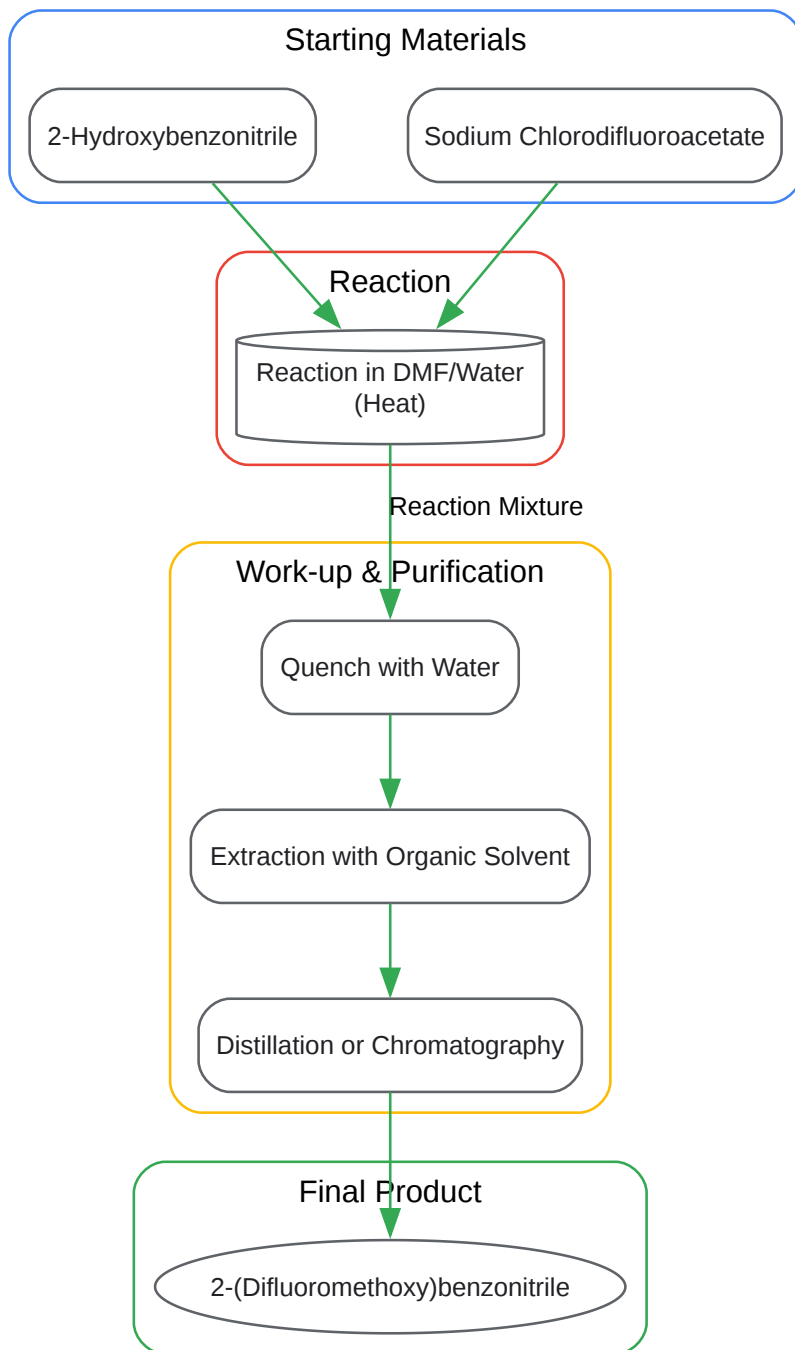 Starting Materials
2-Hydroxybenzonitrile
Sodium Chlorodifluoroacetate
Reaction
Reaction in DMF/Water
(Heat)
Reaction Mixture
Work-up & Purification
Quench with Water
Extraction with Organic Solvent
Distillation or Chromatography
Final Product
2-(Difluoromethoxy)benzonitrile